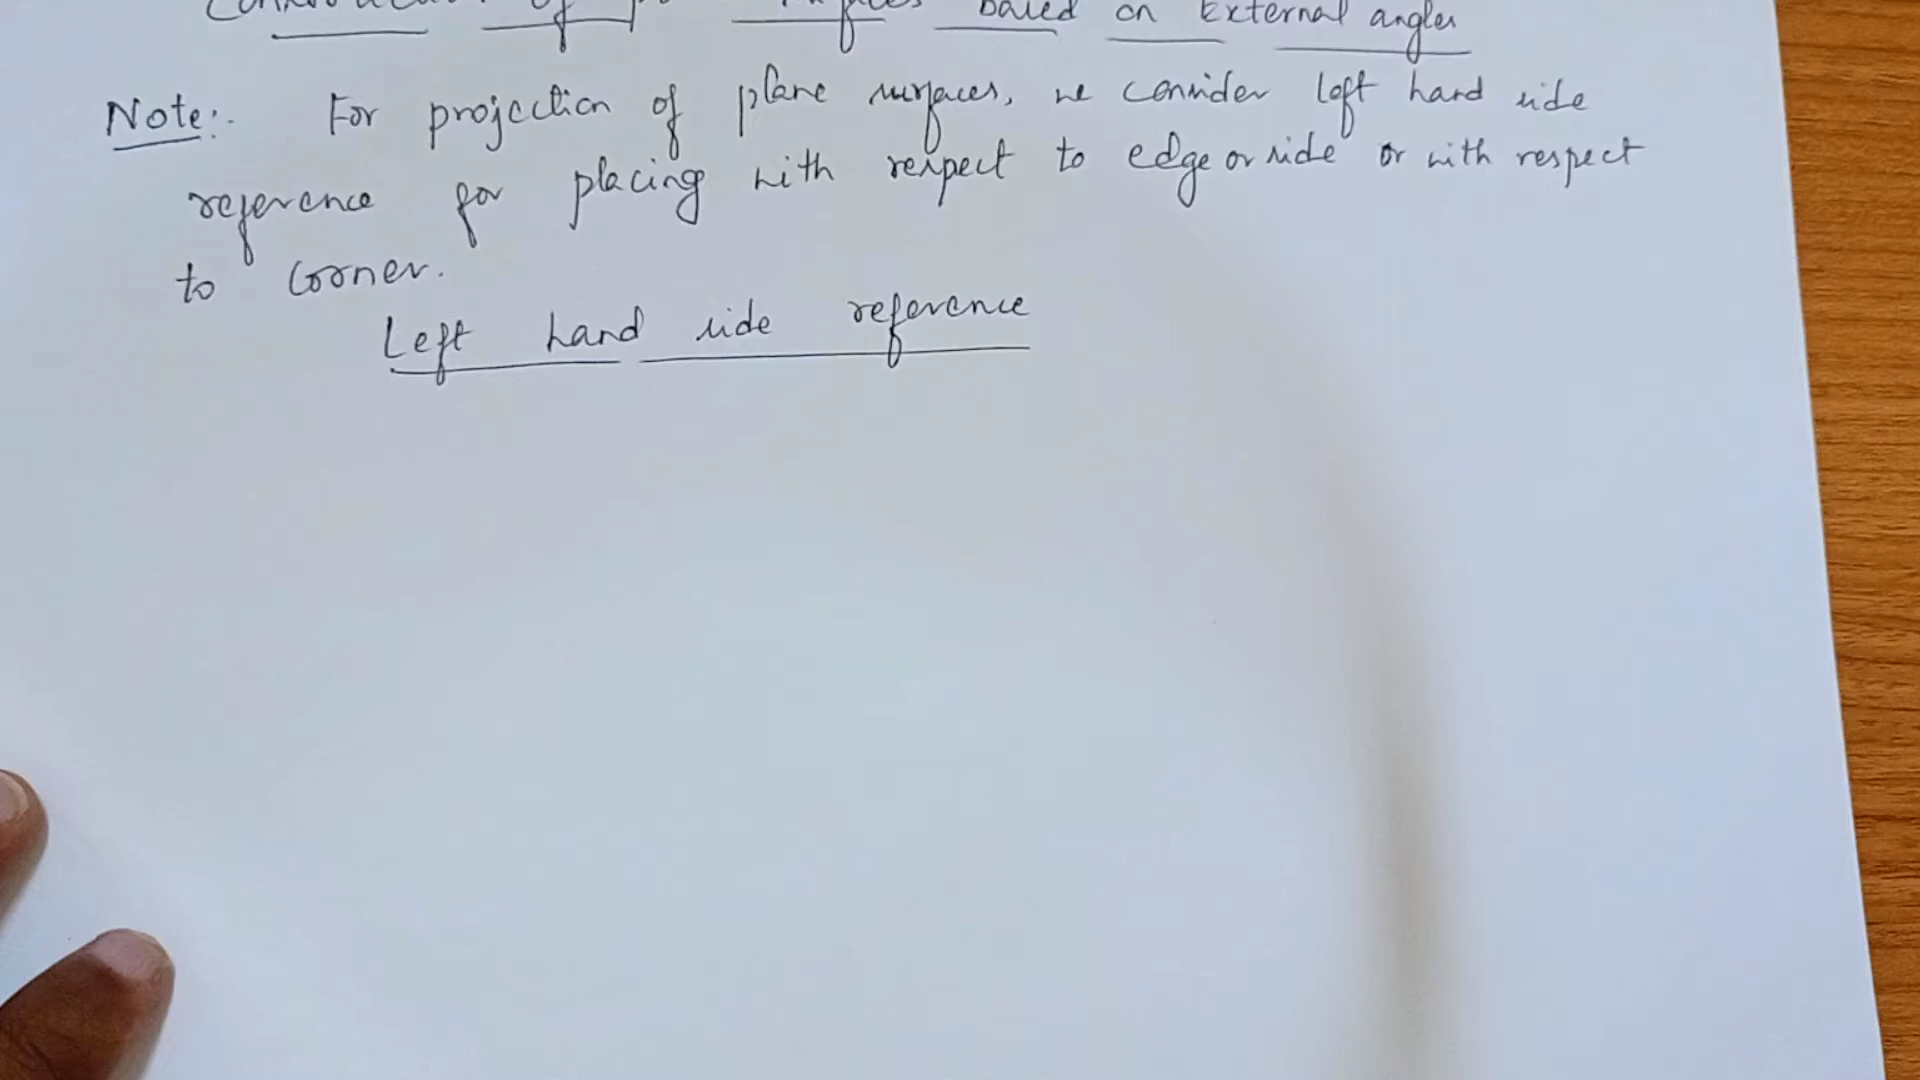 of based on External angles
Note:- For projection of plane surfaces, we consider left hand side
reference for placing with respect to edge or side or with respect
to corner.
Left hand side reference